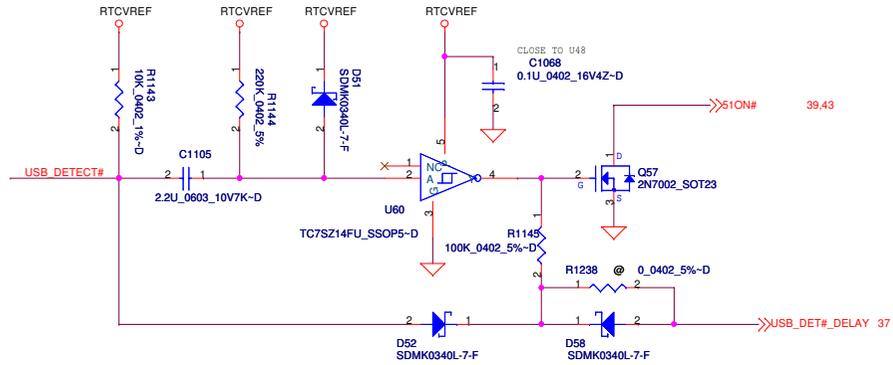 RTCVREF
RTCVREF
RTCVREF
RTCVREF
1
R1143
10K_0402_1%~D
2
1
R1144
220K_0402_5%
2
1
D51
SDMK0340L-7-F
2
CLOSE TO U48
1
C1068
0.1U_0402_16V4Z~D
2
51ON#
39,43
USB_DETECT#
C1105
2
1
2.2U_0603_10V7K~D
5
1
NC
P
2
A
Y
4
G
3
U60
TC7SZ14FU_SSOP5~D
1
D
2
G
Q57
2N7002_SOT23
S
3
1
R1145
100K_0402_5%~D
2
R1238
@
0_0402_5%~D
1
2
2
1
D52
SDMK0340L-7-F
1
2
D58
SDMK0340L-7-F
USB_DET#_DELAY
37